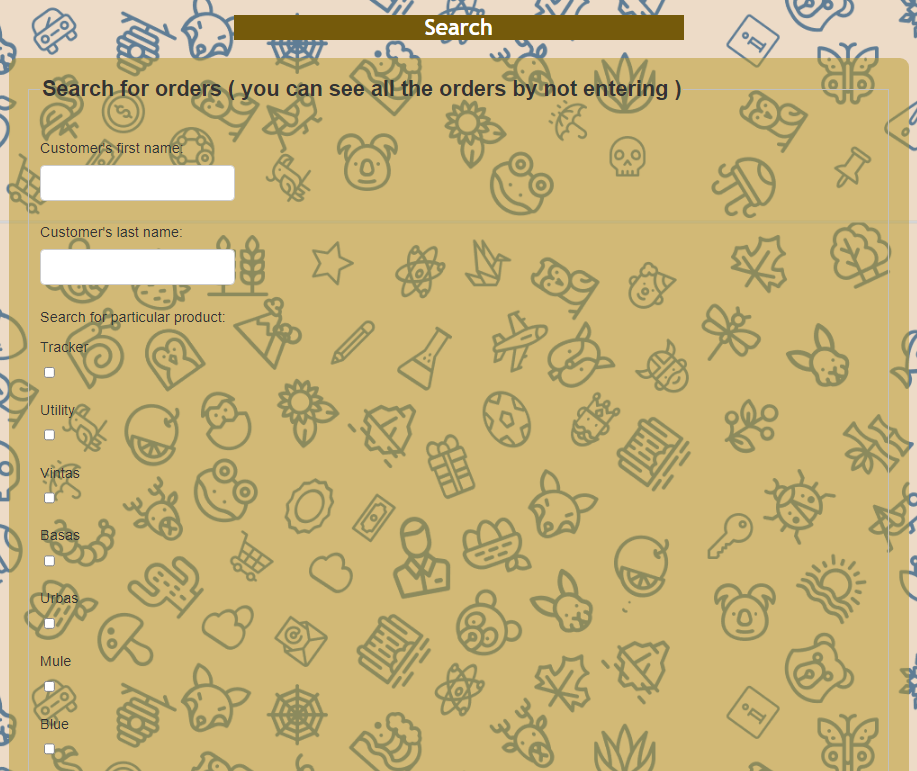 Search
Search for orders ( you can see all the orders by not entering )
Customer's first name:
Customer's last name:
Search for particular product:
Tracker
Utility
Vintas
Basas
Urbas
Mule
Blue